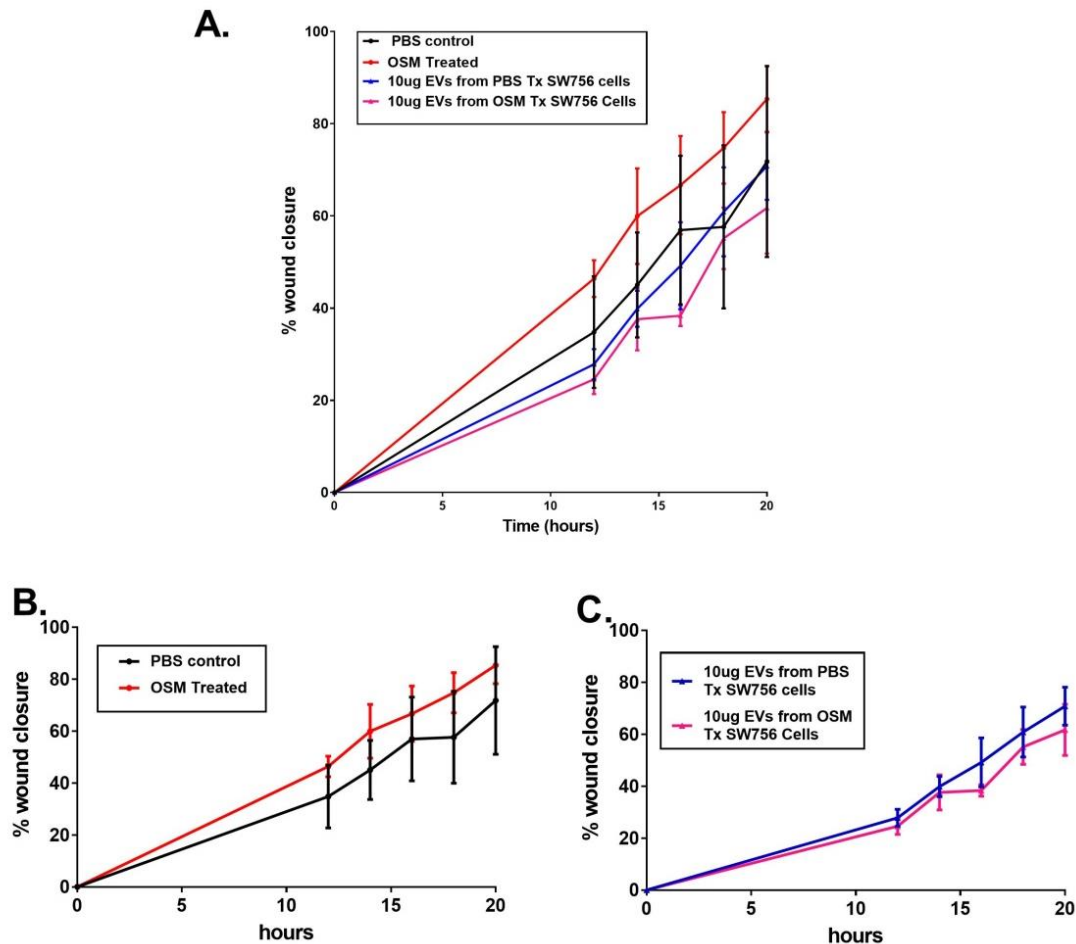 A.
PBS control
OSM Treated
10ug EVs from PBS Tx SW756 cells
10ug EVs from OSM Tx SW756 Cells
% wound closure
100
80
60
40
20
0
0 5 10 15 20
Time (hours)
B.
PBS control
OSM Treated
% wound closure
100
80
60
40
20
0
0 5 10 15 20
hours
C.
10ug EVs from PBS
Tx SW756 cells
10ug EVs from OSM
Tx SW756 Cells
% wound closure
100
80
60
40
20
0
0 5 10 15 20
hours